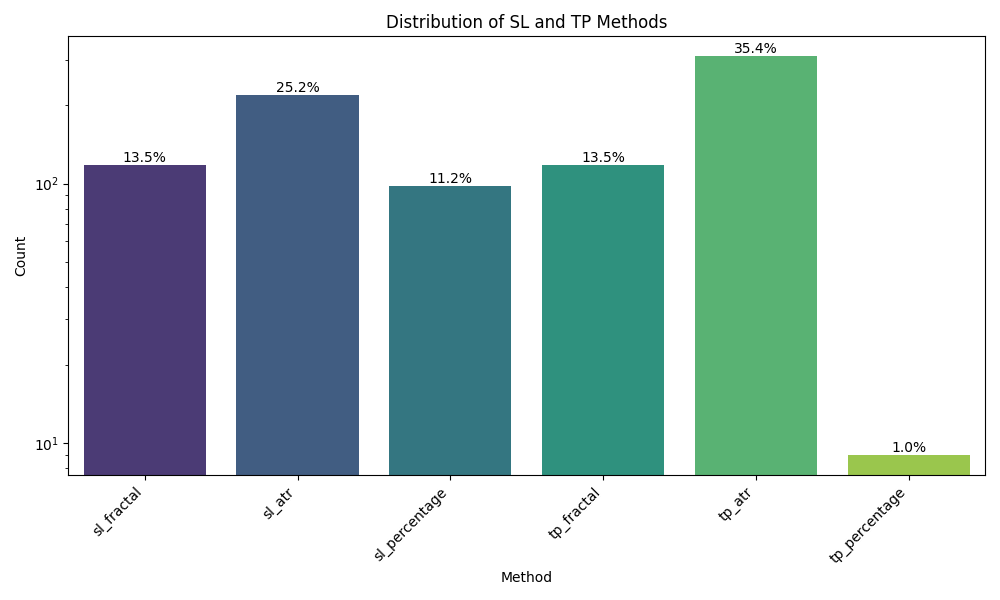 Distribution of SL and TP Methods
35.4%
25.2%
13.5%
13.5%
11.2%
1.0%
10²
10¹
Count
sl_fractal
sl_atr
sl_percentage
tp_fractal
tp_atr
tp_percentage
Method